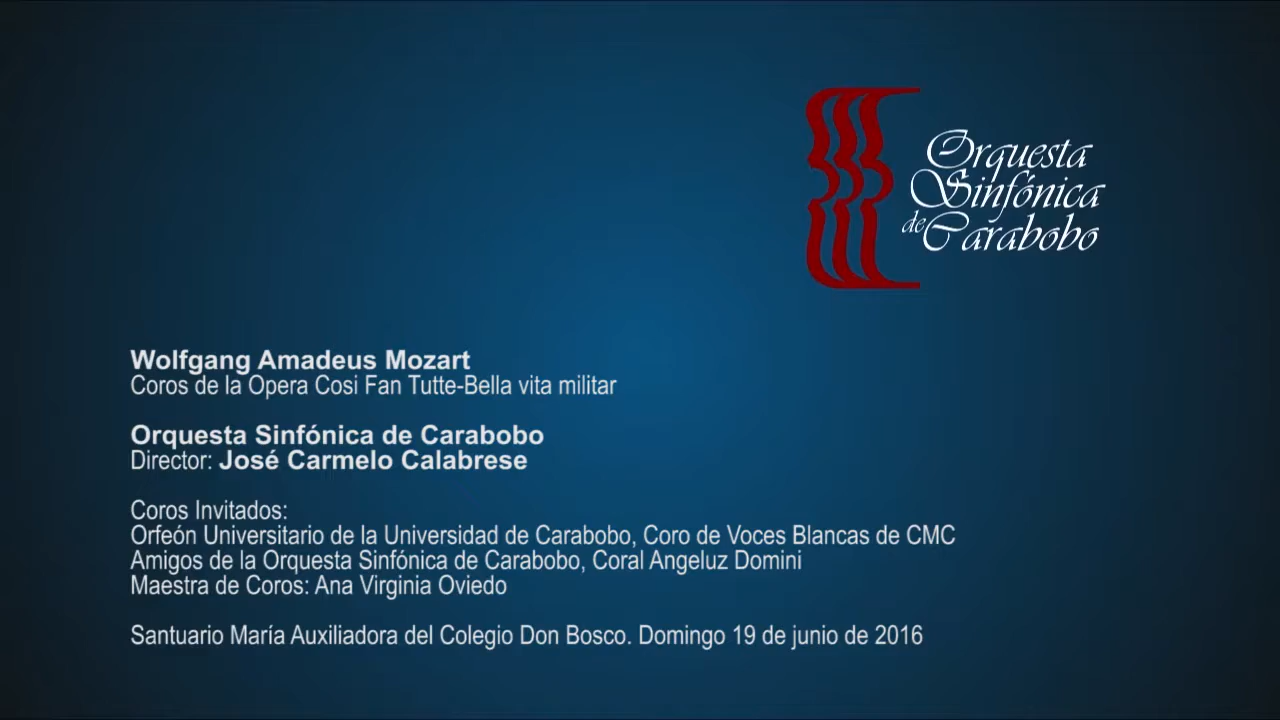 Orquesta
Sinfónica
de Carabobo
Wolfgang Amadeus Mozart
Coros de la Opera Cosi Fan Tutte-Bella vita militar
Orquesta Sinfónica de Carabobo
Director: José Carmelo Calabrese
Coros Invitados:
Orfeón Universitario de la Universidad de Carabobo, Coro de Voces Blancas de CMC
Amigos de la Orquesta Sinfónica de Carabobo, Coral Angeluz Domini
Maestra de Coros: Ana Virginia Oviedo
Santuario María Auxiliadora del Colegio Don Bosco. Domingo 19 de junio de 2016